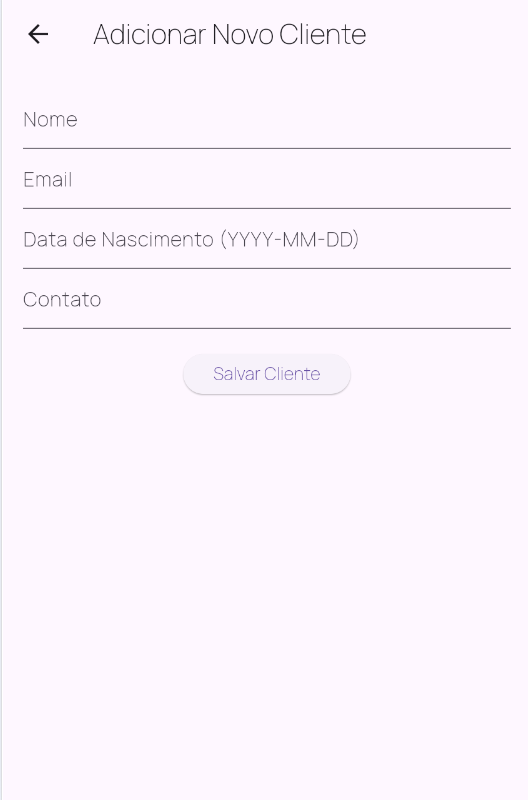 Adicionar Novo Cliente
Nome
Email
Data de Nascimento (YYYY-MM-DD)
Contato
Salvar Cliente